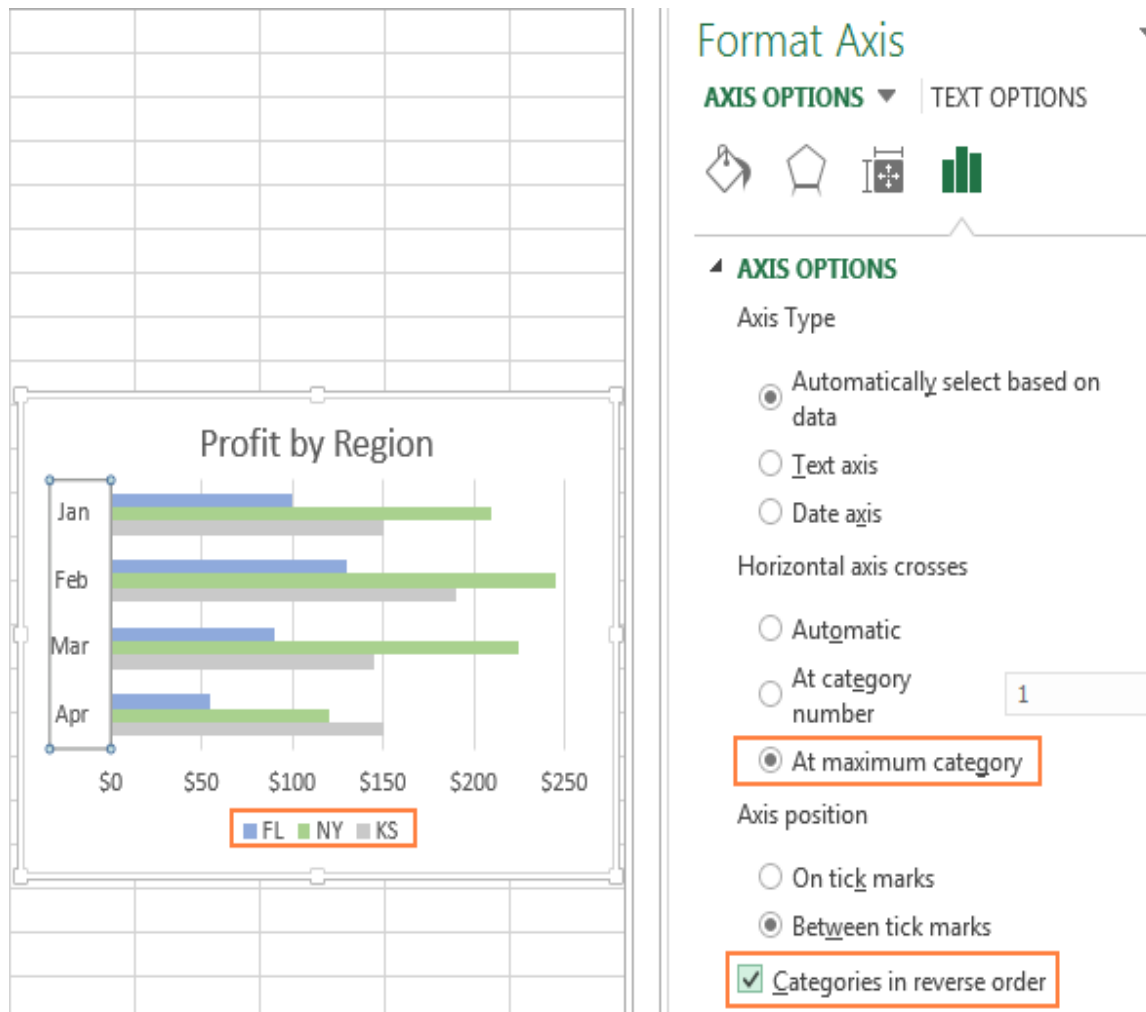 Profit by Region
Jan
Feb
Mar
Apr
$0 $50 $100 $150 $200 $250
FL NY KS
Format Axis
AXIS OPTIONS TEXT OPTIONS
AXIS OPTIONS
Axis Type
Automatically select based on
data
Text axis
Date axis
Horizontal axis crosses
Automatic
At category
number
1
At maximum category
Axis position
On tick marks
Between tick marks
Categories in reverse order